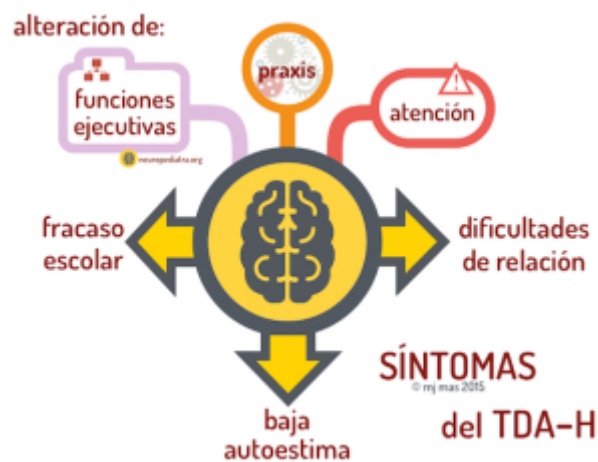 alteración de:
funciones
ejecutivas
praxis
atención
neuropediatra.org
fracaso
escolar
dificultades
de relación
baja
autoestima
SÍNTOMAS
© mj mas 2015
del TDA-H